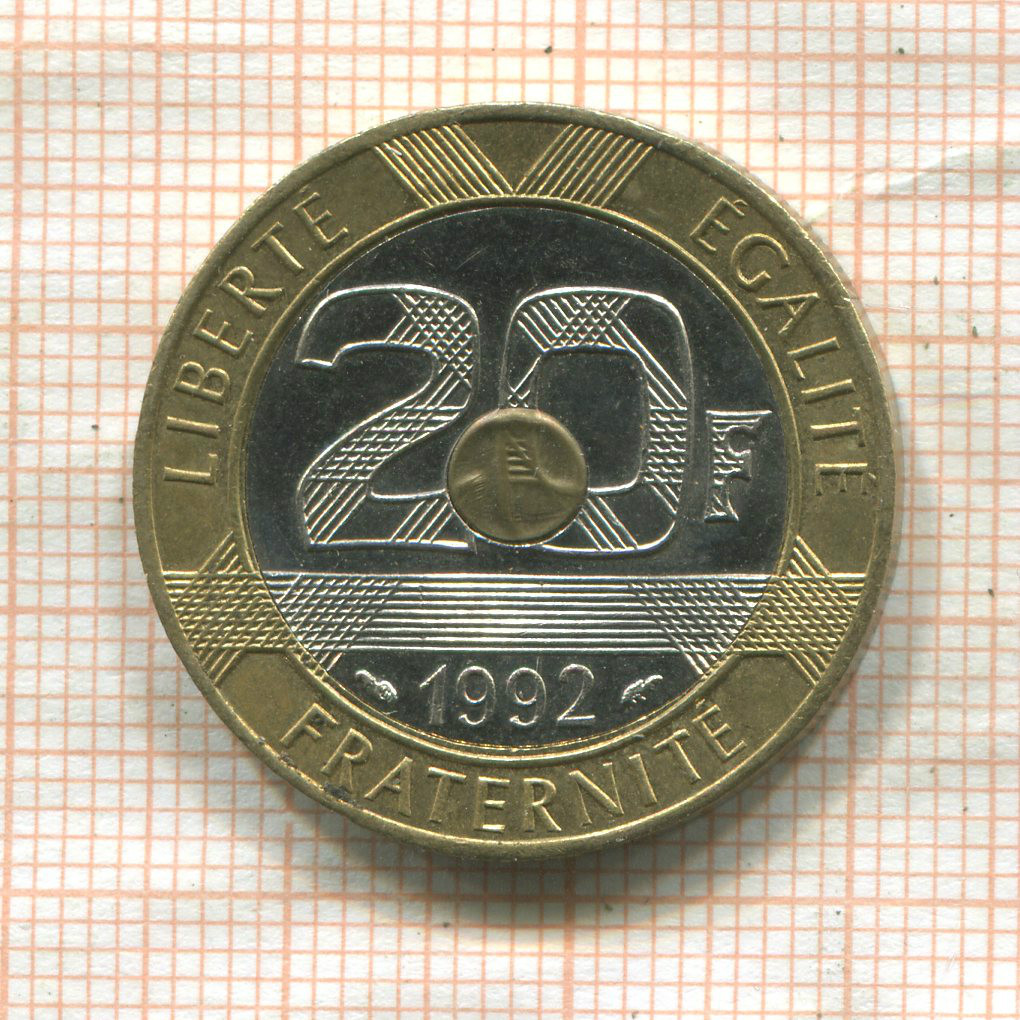 LIBERTÉ
ÉGALITÉ
20F
1992
FRATERNITÉ